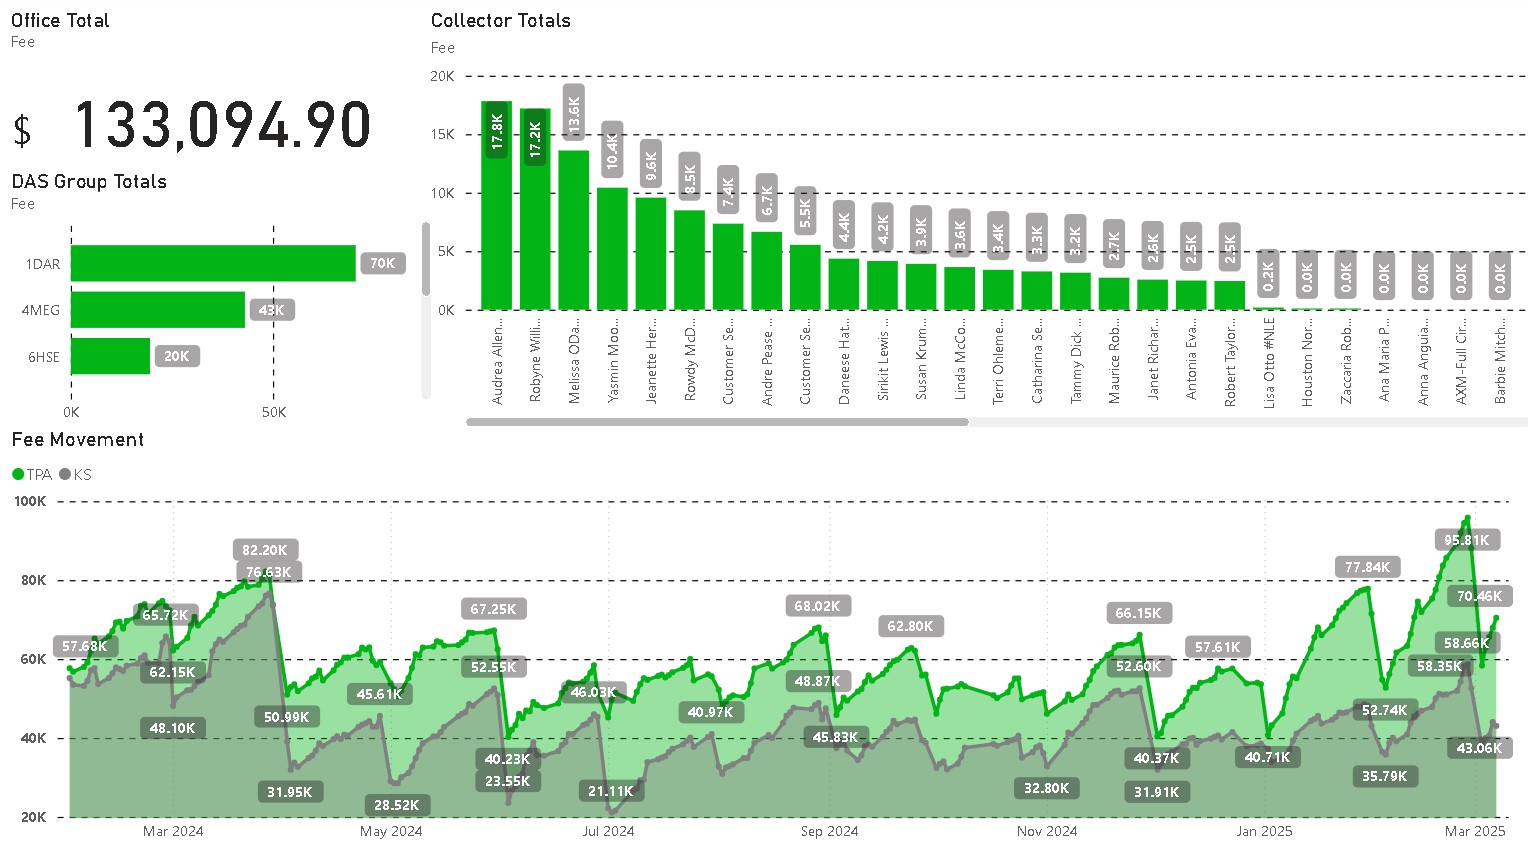 Office Total
Fee
$ 133,094.90
DAS Group Totals
Fee
1DAR 70K
4MEG 43K
6HSE 20K
0K 50K
Collector Totals
Fee
20K
15K
10K
5K
0K
17.8K 17.2K 13.6K 10.4K 9.6K 8.5K 7.4K 6.7K 5.5K 4.4K 4.2K 3.9K 3.6K 3.4K 3.3K 3.2K 2.7K 2.6K 2.5K 2.5K 0.2K 0.0K 0.0K 0.0K 0.0K 0.0K 0.0K
Audrea Allen...
Robyne Willi...
Melissa ODa...
Yasmin Moo...
Jeanette Her...
Rowdy McD...
Customer Se...
Andre Pease ...
Customer Se...
Daneese Hat...
Sirikit Lewis ...
Susan Krum...
Linda McCo...
Terri Ohleme...
Catharina Se...
Tammy Dick ...
Maurice Rob...
Janet Richar...
Antonia Eva...
Robert Taylor...
Lisa Otto #NLE
Houston Nor...
Zaccaria Rob...
Ana Maria P...
Anna Anguia...
AXM-Full Cir...
Barbie Mitch...
Fee Movement
TPA KS
100K
80K
60K
40K
20K
57.68K 65.72K 62.15K 48.10K 82.20K 76.63K 50.99K 31.95K 45.61K 28.52K 67.25K 52.55K 40.23K 23.55K 46.03K 21.11K 40.97K 68.02K 48.87K 45.83K 62.80K 32.80K 66.15K 52.60K 40.37K 31.91K 57.61K 40.71K 77.84K 52.74K 35.79K 95.81K 70.46K 58.66K 58.35K 43.06K
Mar 2024 May 2024 Jul 2024 Sep 2024 Nov 2024 Jan 2025 Mar 2025